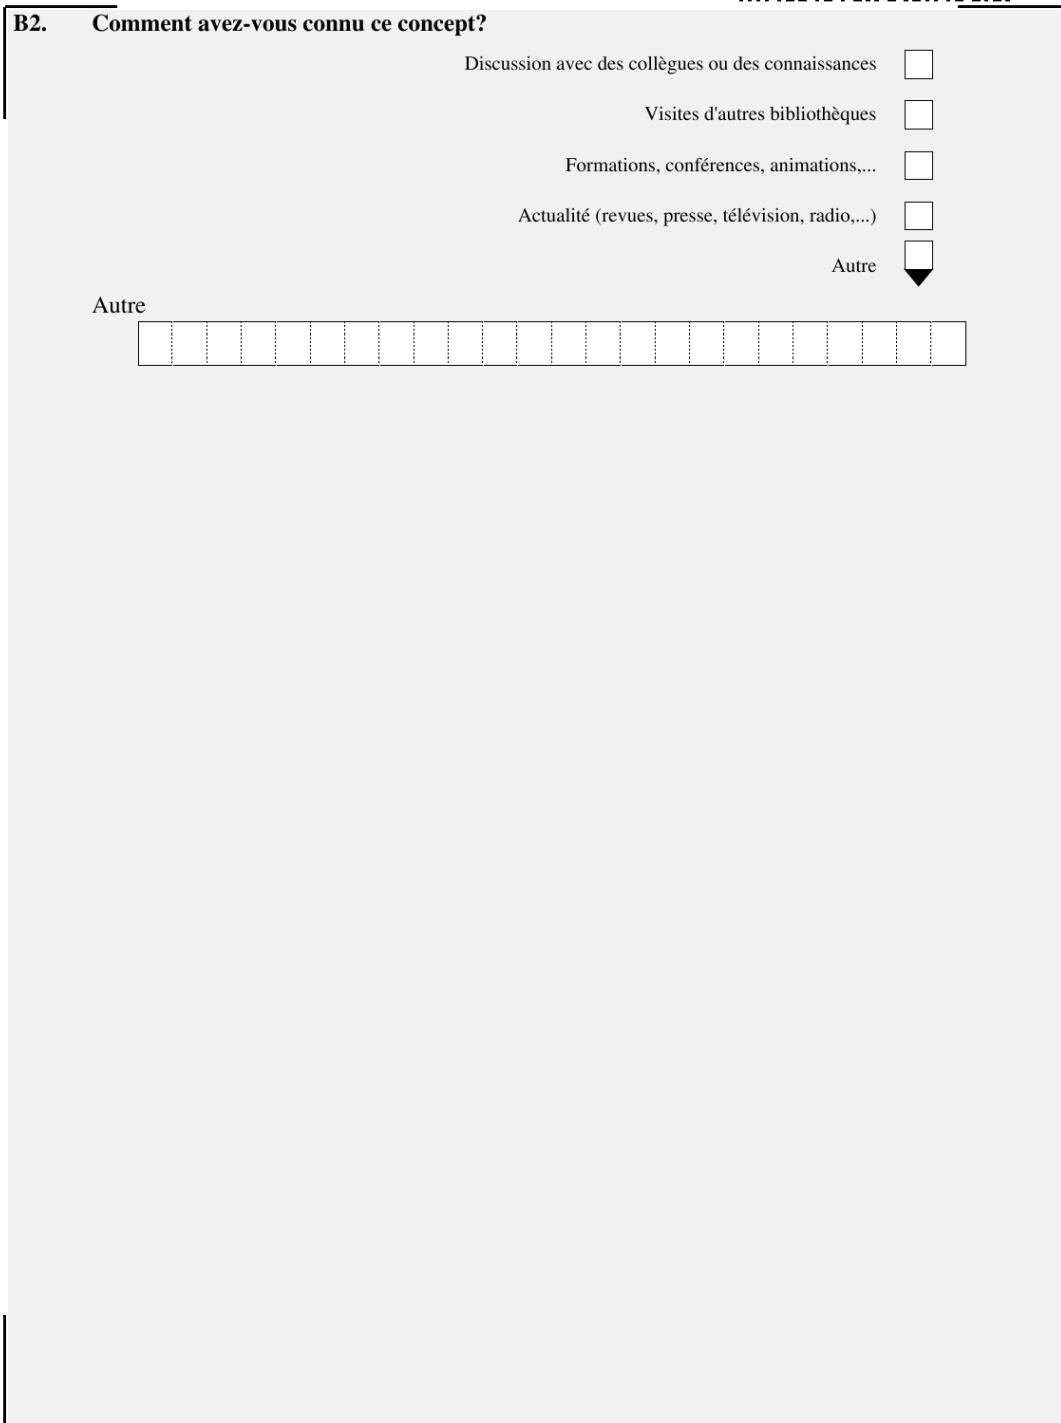 B2. Comment avez-vous connu ce concept?
Discussion avec des collègues ou des connaissances
Visites d'autres bibliothèques
Formations, conférences, animations,...
Actualité (revues, presse, télévision, radio,...)
Autre
Autre